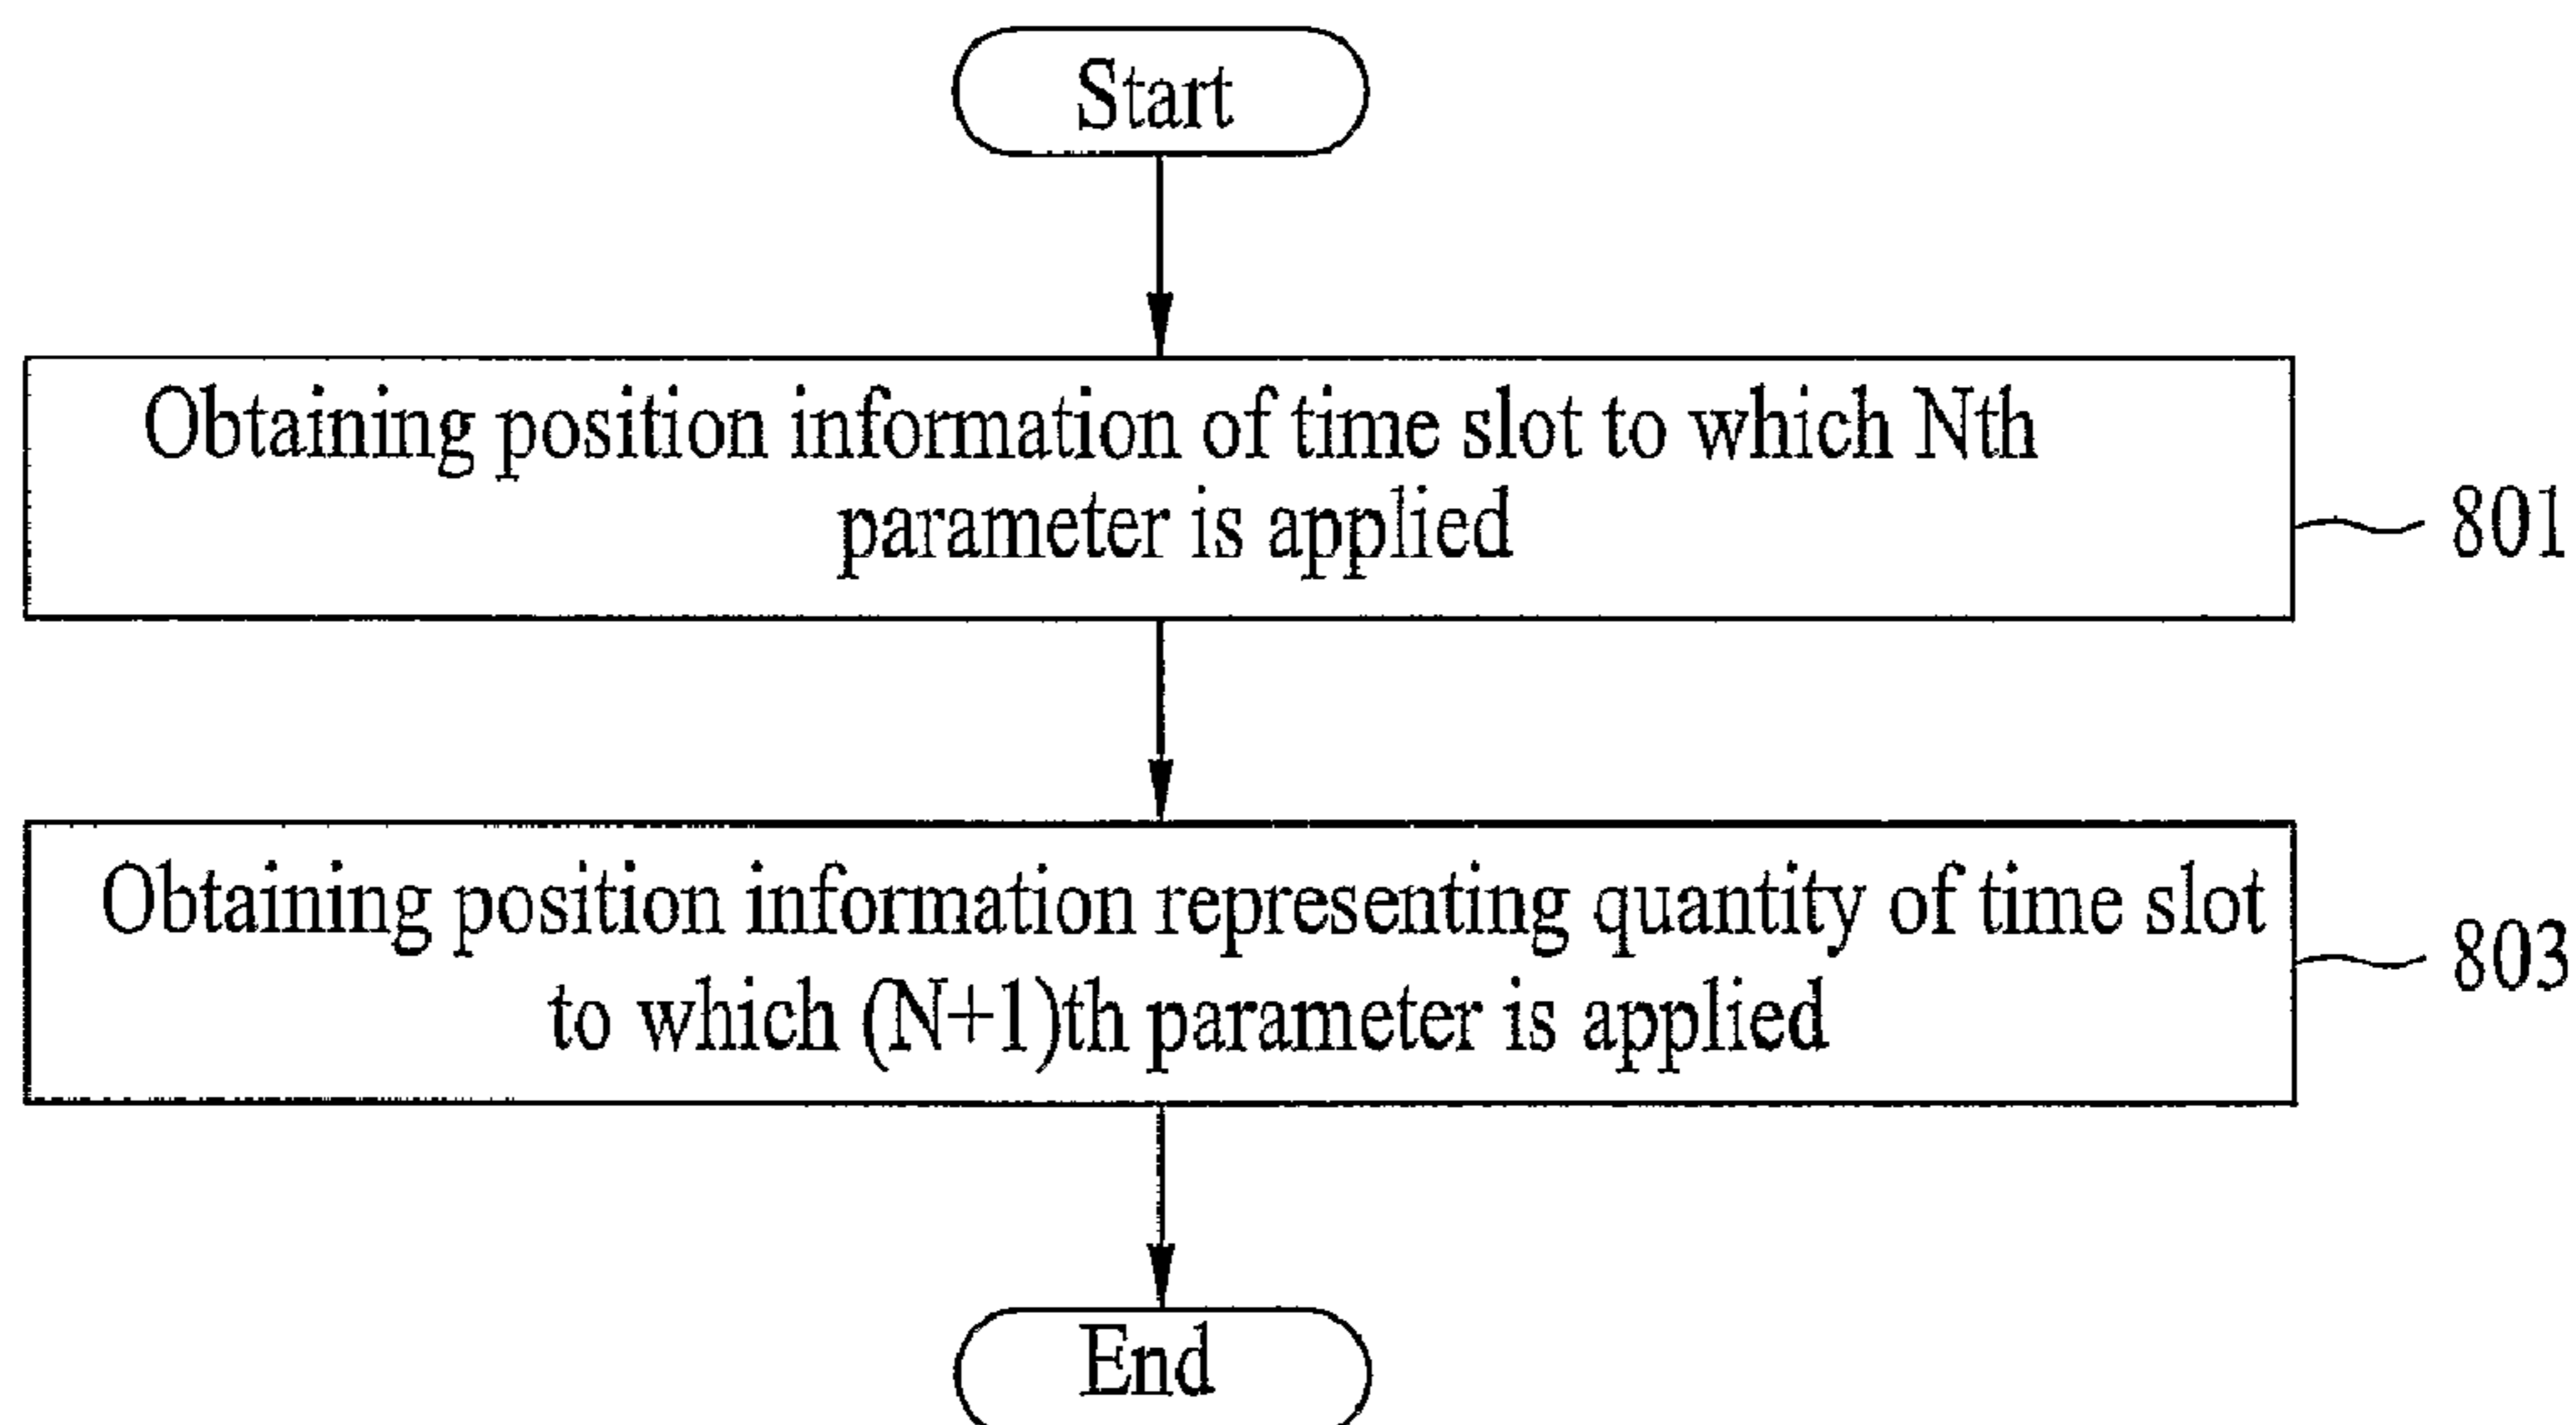 Start
Obtaining position information of time slot to which Nth
parameter is applied
801
Obtaining position information representing quantity of time slot
to which (N+1)th parameter is applied
803
End